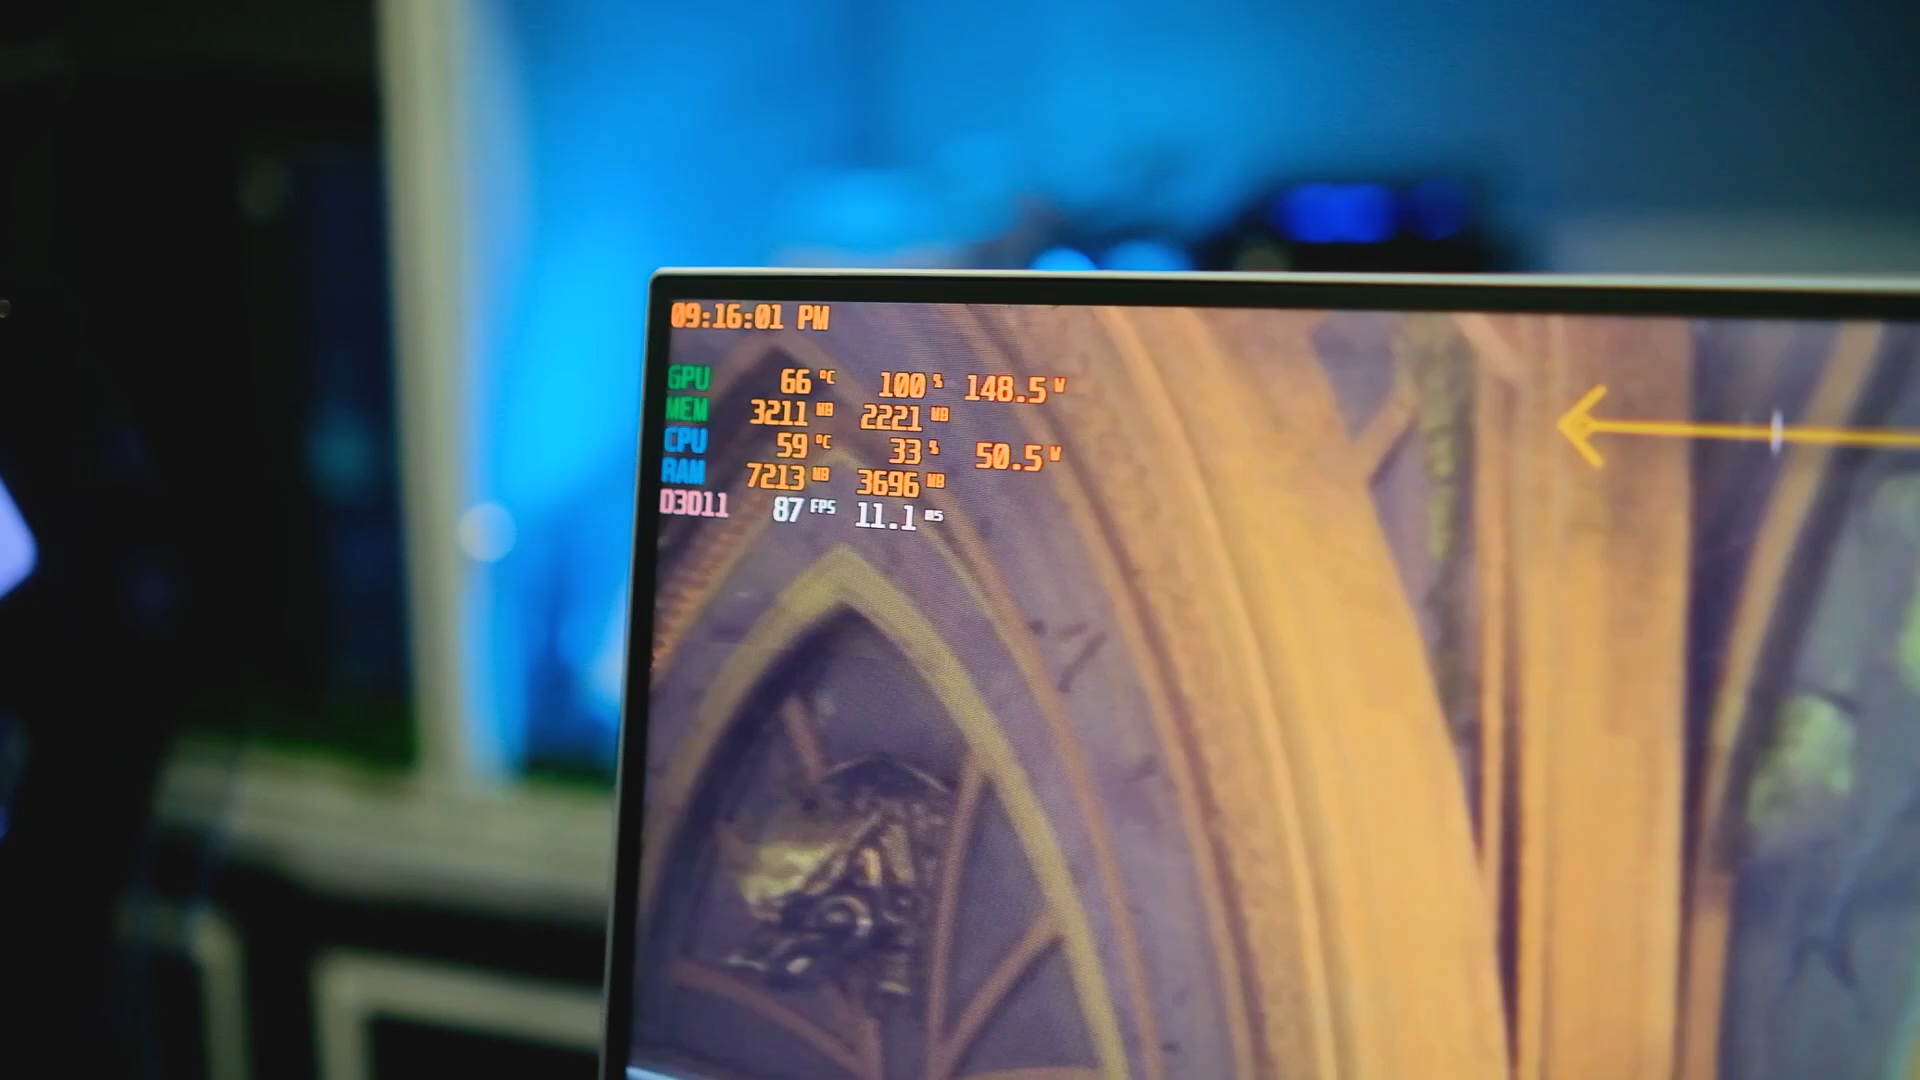 09:16:01 PM
GPU 66 °C 100 % 148.5 W
MEM 3211 MB 2221 MB
CPU 59 °C 33 % 50.5 W
RAM 7213 MB 3696 MB
D3D11 87 FPS 11.1 ms